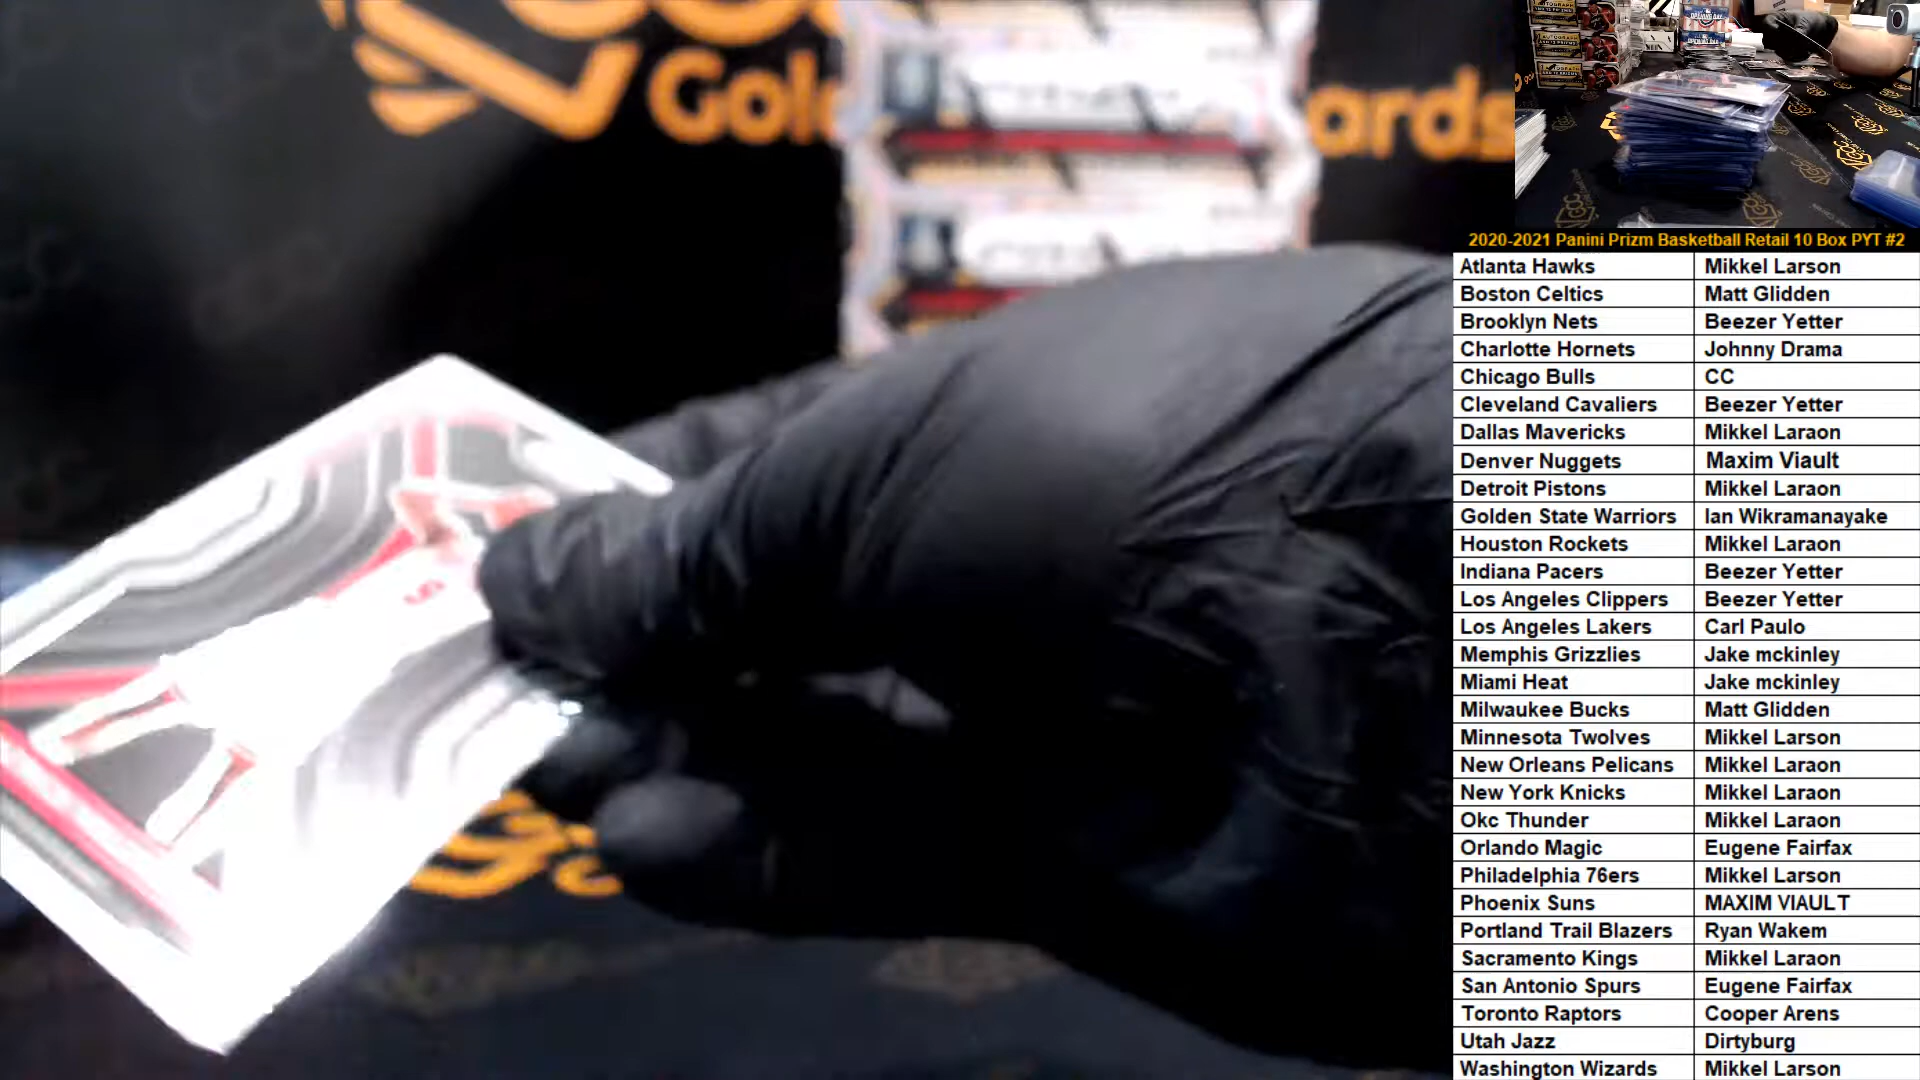 Gol ards
2020-2021 Panini Prizm Basketball Retail 10 Box PYT #2
Atlanta Hawks Mikkel Larson
Boston Celtics Matt Glidden
Brooklyn Nets Beezer Yetter
Charlotte Hornets Johnny Drama
Chicago Bulls CC
Cleveland Cavaliers Beezer Yetter
Dallas Mavericks Mikkel Laraon
Denver Nuggets Maxim Viault
Detroit Pistons Mikkel Laraon
Golden State Warriors Ian Wikramanayake
Houston Rockets Mikkel Laraon
Indiana Pacers Beezer Yetter
Los Angeles Clippers Beezer Yetter
Los Angeles Lakers Carl Paulo
Memphis Grizzlies Jake mckinley
Miami Heat Jake mckinley
Milwaukee Bucks Matt Glidden
Minnesota Twolves Mikkel Larson
New Orleans Pelicans Mikkel Laraon
New York Knicks Mikkel Laraon
Okc Thunder Mikkel Laraon
Orlando Magic Eugene Fairfax
Philadelphia 76ers Mikkel Larson
Phoenix Suns MAXIM VIAULT
Portland Trail Blazers Ryan Wakem
Sacramento Kings Mikkel Laraon
San Antonio Spurs Eugene Fairfax
Toronto Raptors Cooper Arens
Utah Jazz Dirtyburg
Washington Wizards Mikkel Larson